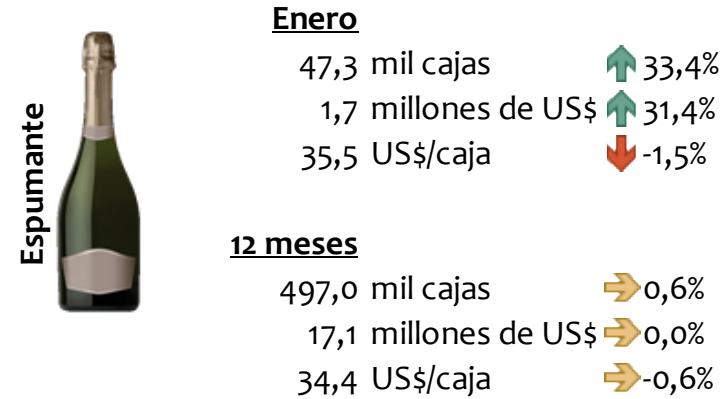 Espumante
Enero
47,3 mil cajas 33,4%
1,7 millones de US$ 31,4%
35,5 US$/caja -1,5%
12 meses
497,0 mil cajas 0,6%
17,1 millones de US$ 0,0%
34,4 US$/caja -0,6%